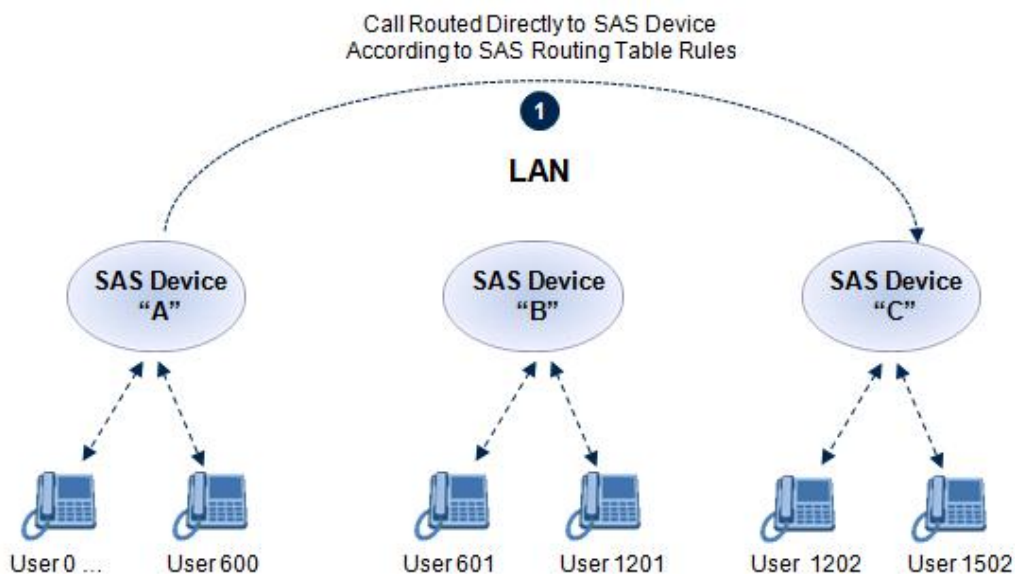 Call Routed Directly to SAS Device
According to SAS Routing Table Rules
1
LAN
SAS Device
“A”
SAS Device
“B”
SAS Device
“C”
User 0 ...
User 600
User 601
User 1201
User 1202
User 1502